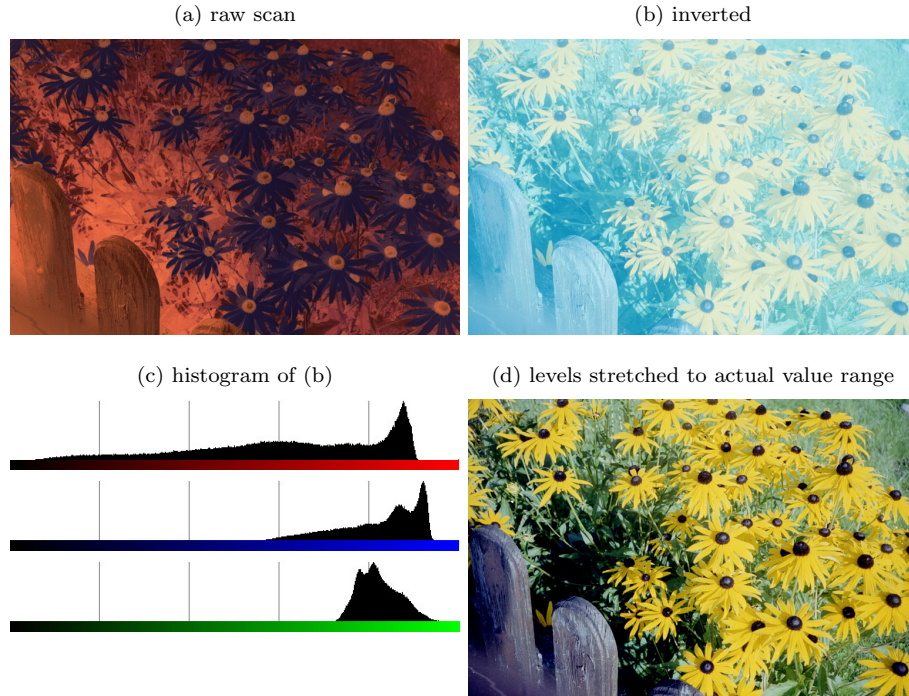 (a) raw scan
(b) inverted
(c) histogram of (b)
(d) levels stretched to actual value range